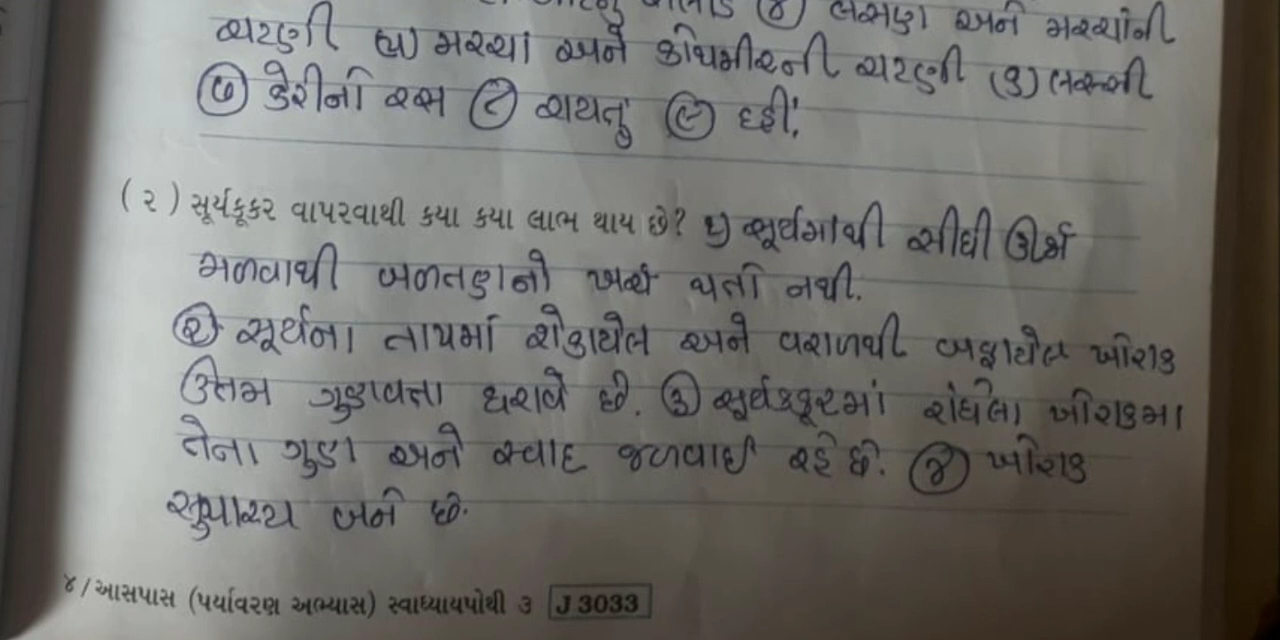 લસણ અને મરચાંની
ચટણી (૫) મરચાં અને કોથમીરની ચટણી (૬) લસ્સી
(૭) કેરીનો રસ (૮) રાયતું (૯) દહીં.
(૨) સૂર્યકૂકર વાપરવાથી કયા કયા લાભ થાય છે? (૧) સૂર્યમાંથી સીધી ઊર્જા
મળવાથી બળતણનો ખર્ચ થતો નથી.
(૨) સૂર્યના તાપમાં શેકાયેલ અને વરાળથી બફાયેલ ખોરાક
ઉત્તમ ગુણવત્તા ધરાવે છે. (૩) સૂર્યકૂકરમાં રાંધેલા ખોરાકમા
તેના ગુણ અને સ્વાદ જળવાઈ રહે છે. (૪) ખોરાક
સુપાચ્ય બને છે.
૪/આસપાસ (પર્યાવરણ અભ્યાસ) સ્વાધ્યાયપોથી ૩ J 3033